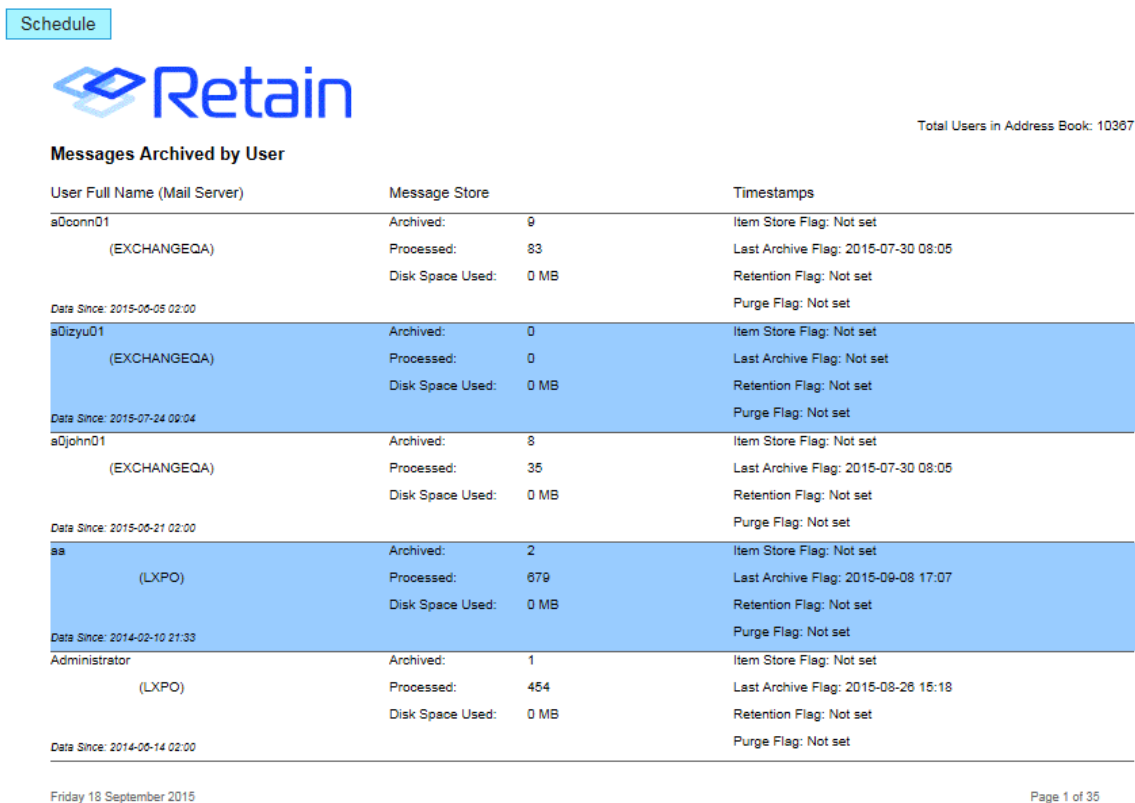 Schedule
Retain
Total Users in Address Book: 10367
Messages Archived by User
User Full Name (Mail Server) Message Store Timestamps
a0conn01 Archived: 9 Item Store Flag: Not set
(EXCHANGEQA) Processed: 83 Last Archive Flag: 2015-07-30 08:05
Disk Space Used: 0 MB Retention Flag: Not set
Data Since: 2015-06-05 02:00 Purge Flag: Not set
a0izyu01 Archived: 0 Item Store Flag: Not set
(EXCHANGEQA) Processed: 0 Last Archive Flag: Not set
Disk Space Used: 0 MB Retention Flag: Not set
Data Since: 2015-07-24 09:04 Purge Flag: Not set
a0john01 Archived: 8 Item Store Flag: Not set
(EXCHANGEQA) Processed: 35 Last Archive Flag: 2015-07-30 08:05
Disk Space Used: 0 MB Retention Flag: Not set
Data Since: 2015-06-21 02:00 Purge Flag: Not set
aa Archived: 2 Item Store Flag: Not set
(LXPO) Processed: 679 Last Archive Flag: 2015-09-08 17:07
Disk Space Used: 0 MB Retention Flag: Not set
Data Since: 2014-02-10 21:33 Purge Flag: Not set
Administrator Archived: 1 Item Store Flag: Not set
(LXPO) Processed: 454 Last Archive Flag: 2015-08-26 15:18
Disk Space Used: 0 MB Retention Flag: Not set
Data Since: 2014-06-14 02:00 Purge Flag: Not set
Friday 18 September 2015 Page 1 of 35